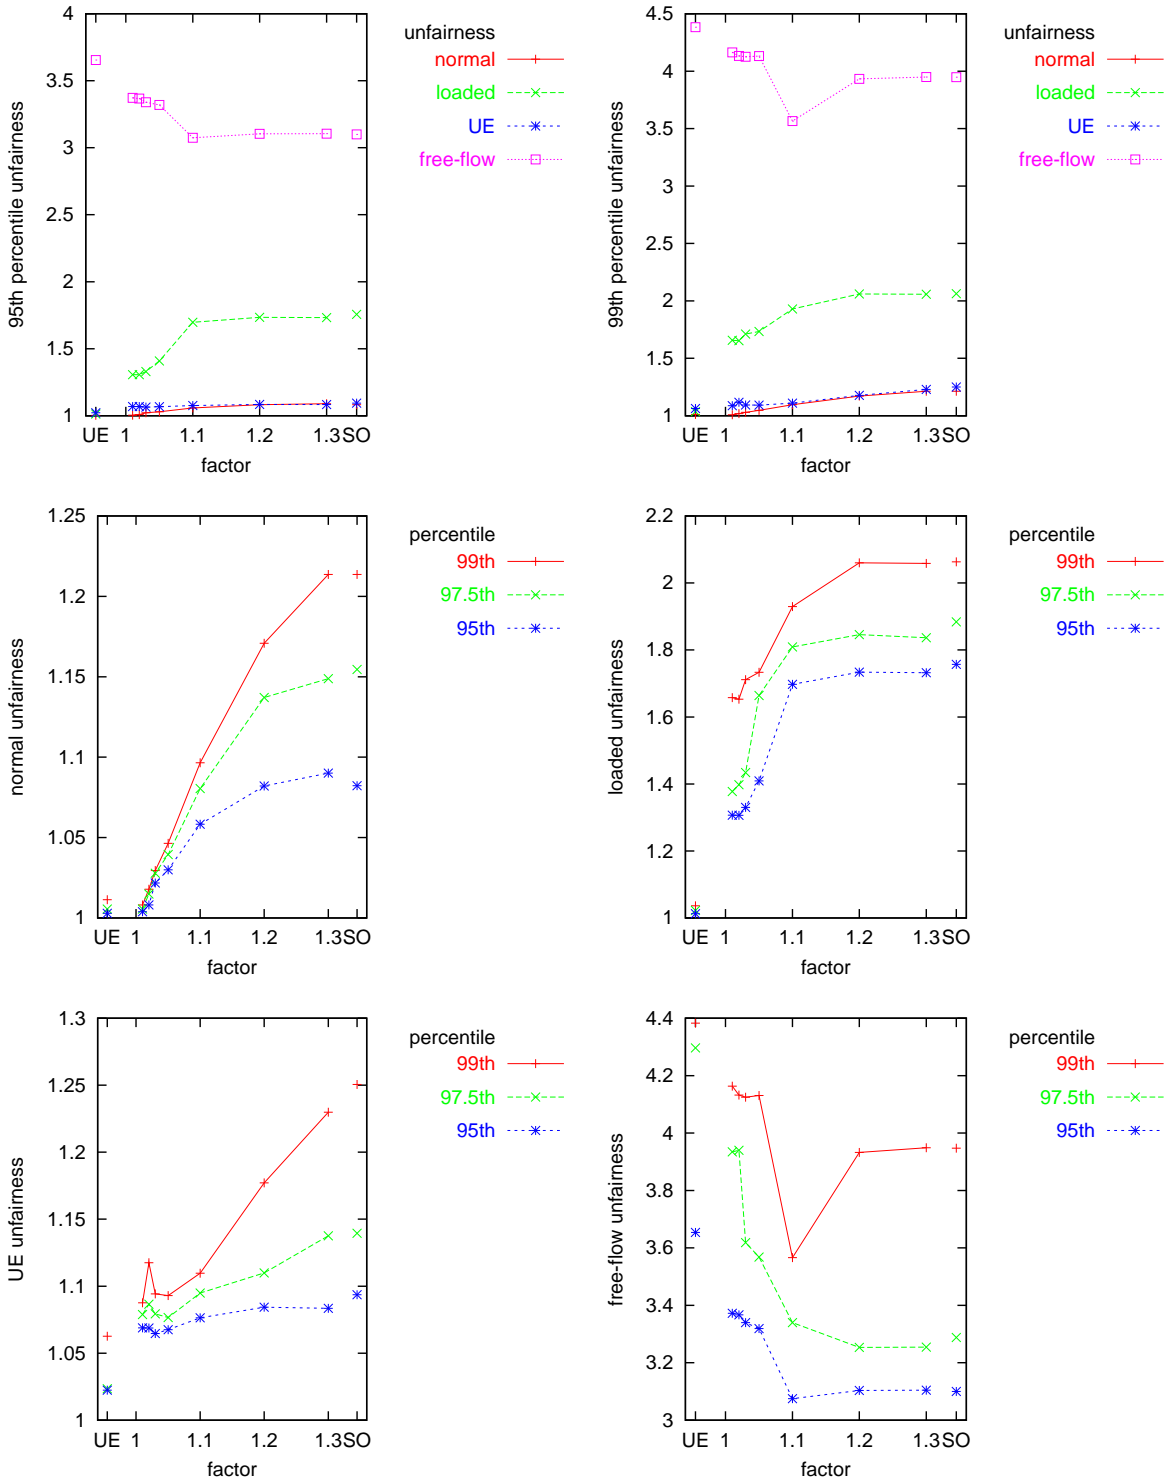 95th percentile unfairness
4
3.5
3
2.5
2
1.5
1
UE 1 1.1 1.2 1.3 SO
factor
unfairness
normal
loaded
UE
free-flow
99th percentile unfairness
4.5
4
3.5
3
2.5
2
1.5
1
UE 1 1.1 1.2 1.3 SO
factor
unfairness
normal
loaded
UE
free-flow
normal unfairness
1.25
1.2
1.15
1.1
1.05
1
UE 1 1.1 1.2 1.3 SO
factor
percentile
99th
97.5th
95th
loaded unfairness
2.2
2
1.8
1.6
1.4
1.2
1
UE 1 1.1 1.2 1.3 SO
factor
percentile
99th
97.5th
95th
UE unfairness
1.3
1.25
1.2
1.15
1.1
1.05
1
UE 1 1.1 1.2 1.3 SO
factor
percentile
99th
97.5th
95th
free-flow unfairness
4.4
4.2
4
3.8
3.6
3.4
3.2
3
UE 1 1.1 1.2 1.3 SO
factor
percentile
99th
97.5th
95th